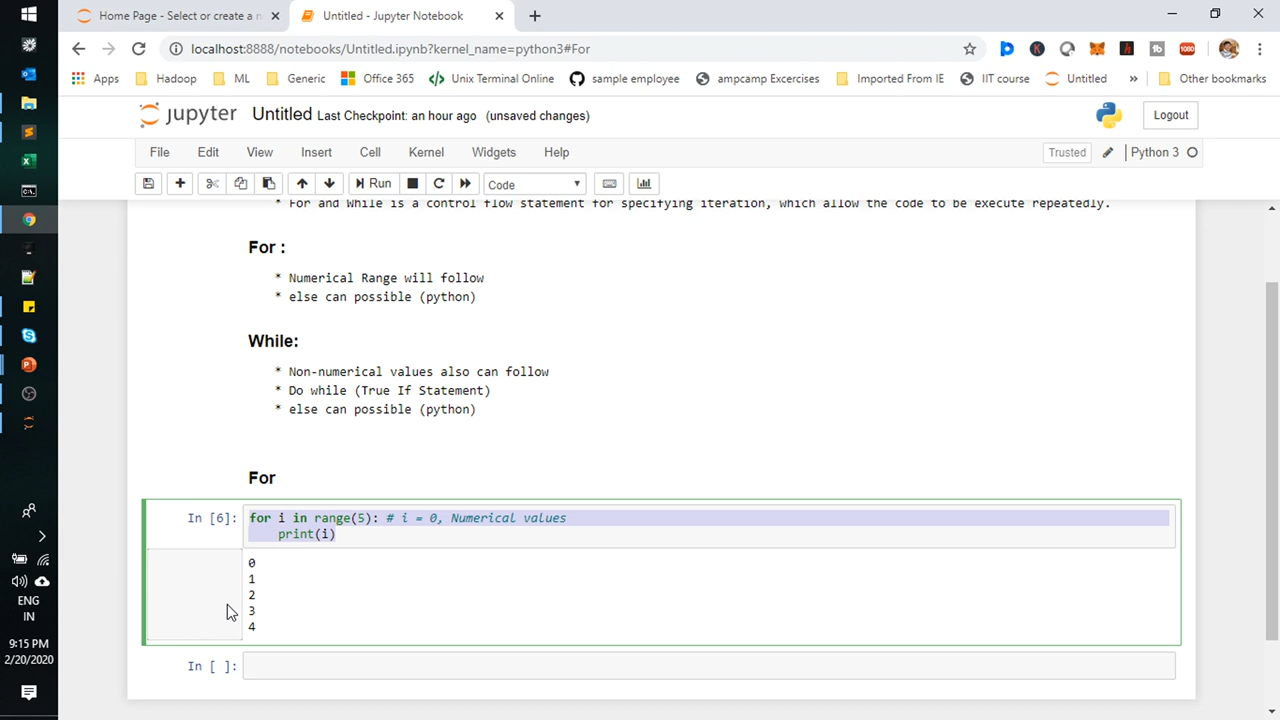 Home Page - Select or create a n
Untitled - Jupyter Notebook
localhost:8888/notebooks/Untitled.ipynb?kernel_name=python3#For
Apps Hadoop ML Generic Office 365 Unix Terminal Online sample employee ampcamp Excercises Imported From IE IIT course Untitled » Other bookmarks
jupyter Untitled Last Checkpoint: an hour ago (unsaved changes) Logout
File Edit View Insert Cell Kernel Widgets Help Trusted Python 3
Run Code
* For and While is a control flow statement for specifying iteration, which allow the code to be execute repeatedly.
For :
* Numerical Range will follow
* else can possible (python)
While:
* Non-numerical values also can follow
* Do while (True If Statement)
* else can possible (python)
For
In [6]: for i in range(5): # i = 0, Numerical values
print(i)
0
1
2
3
4
In [ ]:
ENG
IN
9:15 PM
2/20/2020
1080